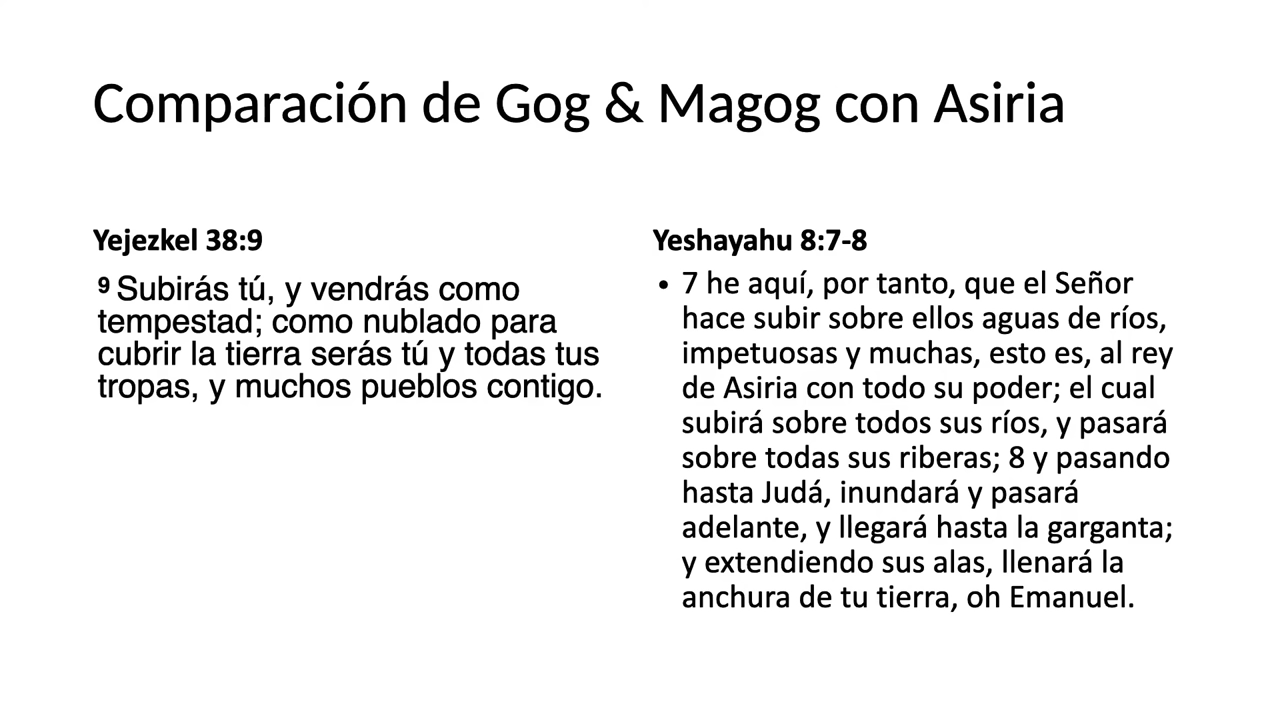 Comparación de Gog & Magog con Asiria
Yejezkel 38:9
9 Subirás tú, y vendrás como
tempestad; como nublado para
cubrir la tierra serás tú y todas tus
tropas, y muchos pueblos contigo.
Yeshayahu 8:7-8
• 7 he aquí, por tanto, que el Señor
hace subir sobre ellos aguas de ríos,
impetuosas y muchas, esto es, al rey
de Asiria con todo su poder; el cual
subirá sobre todos sus ríos, y pasará
sobre todas sus riberas; 8 y pasando
hasta Judá, inundará y pasará
adelante, y llegará hasta la garganta;
y extendiendo sus alas, llenará la
anchura de tu tierra, oh Emanuel.